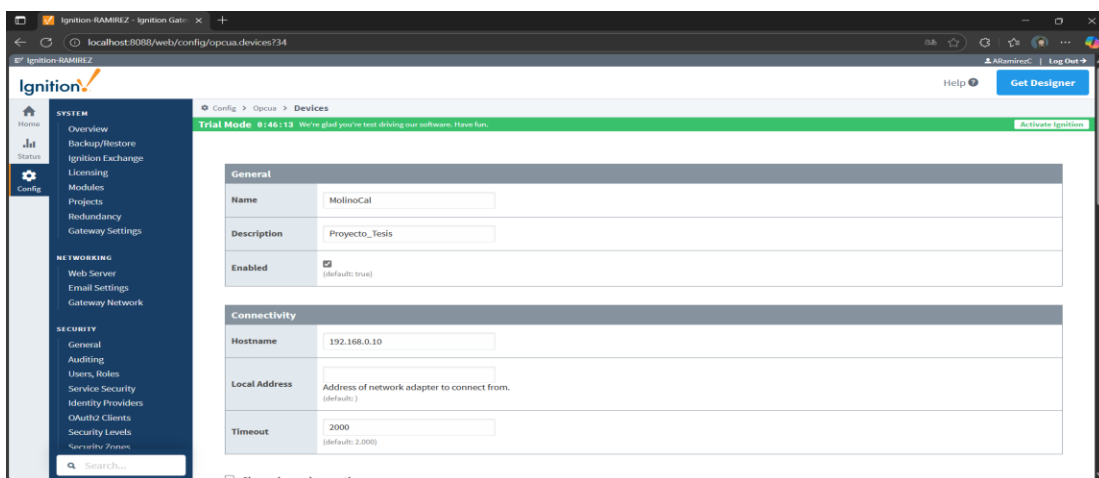 Ignition-RAMIREZ - Ignition Gate
localhost:8088/web/config/opcua.devices?34
Ignition-RAMIREZ
ARamirezC | Log Out
Ignition!
Help
Get Designer
Home
Status
Config
SYSTEM
Overview
Backup/Restore
Ignition Exchange
Licensing
Modules
Projects
Redundancy
Gateway Settings
NETWORKING
Web Server
Email Settings
Gateway Network
SECURITY
General
Auditing
Users, Roles
Service Security
Identity Providers
OAuth2 Clients
Security Levels
Security Zones
Search...
Config > Opcua > Devices
Trial Mode 0:46:13 We're glad you're test driving our software. Have fun.
Activate Ignition
General
Name
MolinoCal
Description
Proyecto_Tesis
Enabled
(default: true)
Connectivity
Hostname
192.168.0.10
Local Address
Address of network adapter to connect from.
(default: )
Timeout
2000
(default: 2.000)